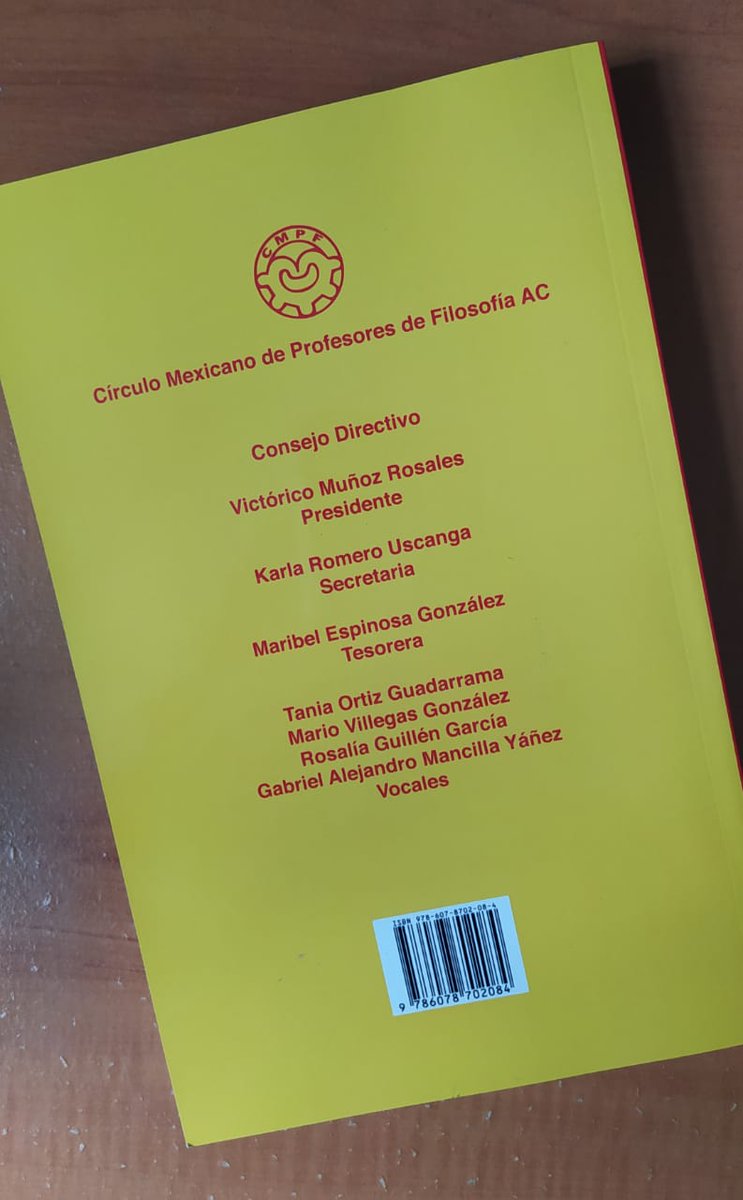 CMPF
Círculo Mexicano de Profesores de Filosofía AC
Consejo Directivo
Victórico Muñoz Rosales
Presidente
Karla Romero Uscanga
Secretaria
Maribel Espinosa González
Tesorera
Tania Ortiz Guadarrama
Mario Villegas González
Rosalía Guillén García
Gabriel Alejandro Mancilla Yáñez
Vocales
ISBN 978-607-8702-08-4
9 786078 702084